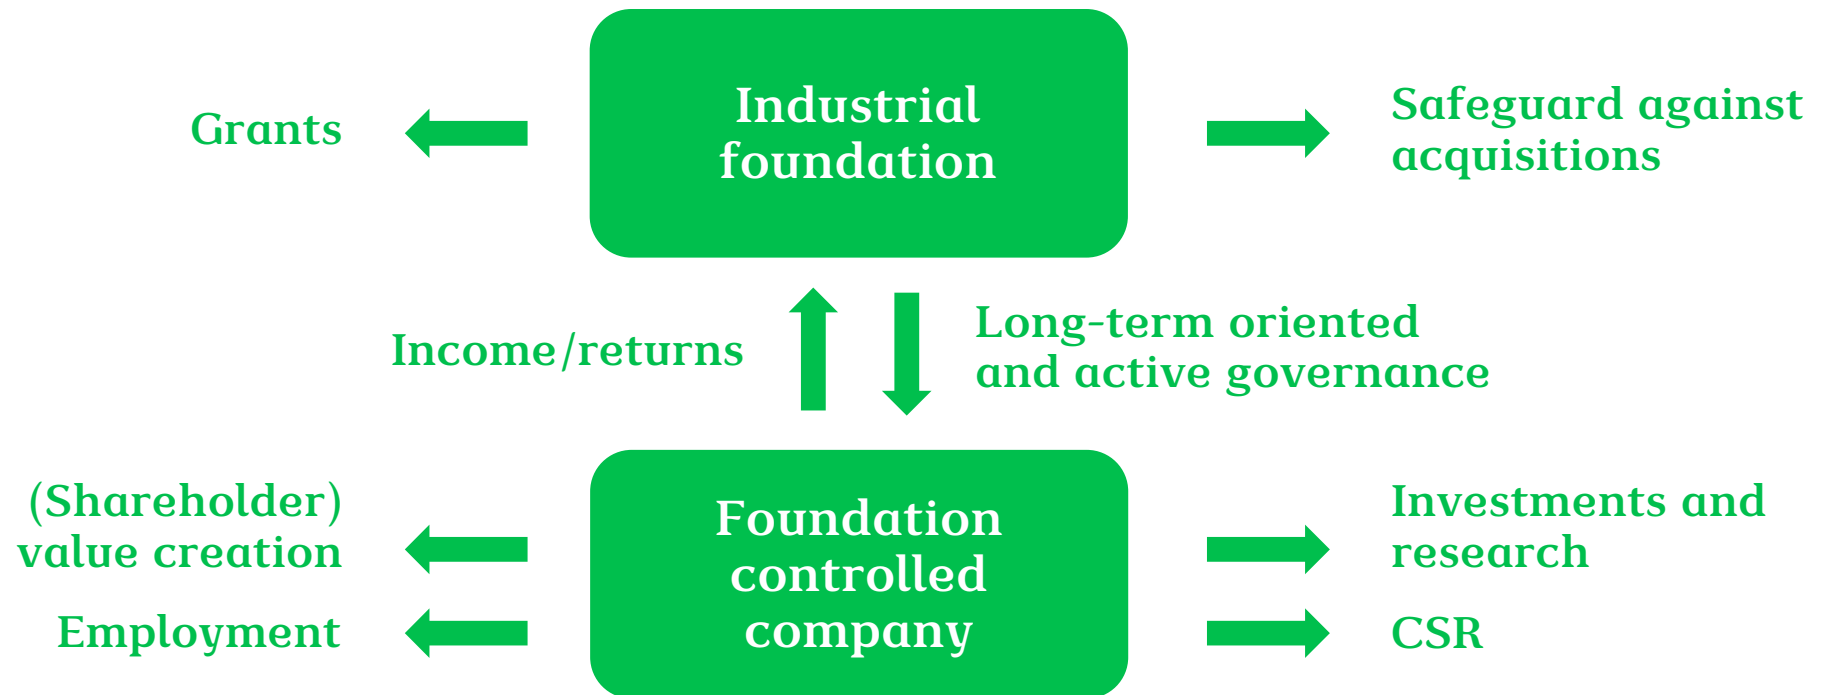 Grants
Industrial
foundation
Safeguard against
acquisitions
Income/returns
Long-term oriented
and active governance
(Shareholder)
value creation
Employment
Foundation
controlled
company
Investments and
research
CSR